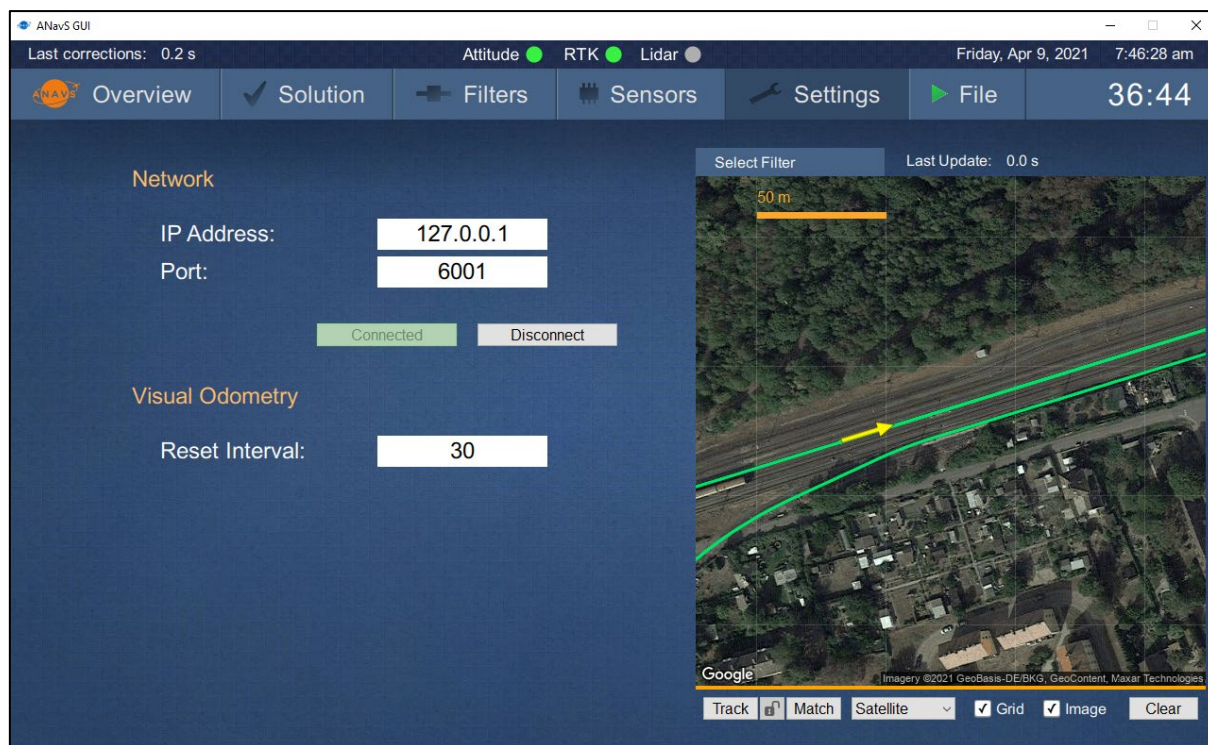 ANavS GUI
Last corrections: 0.2 s Attitude RTK Lidar Friday, Apr 9, 2021 7:46:28 am
ANAVS Overview Solution Filters Sensors Settings File 36:44
Select Filter Last Update: 0.0 s
Network
50 m
IP Address: 127.0.0.1
Port: 6001
Connected Disconnect
Visual Odometry
Reset Interval: 30
Google
Imagery ©2021 GeoBasis-DE/BKG, GeoContent, Maxar Technologies
Track Match Satellite Grid Image Clear